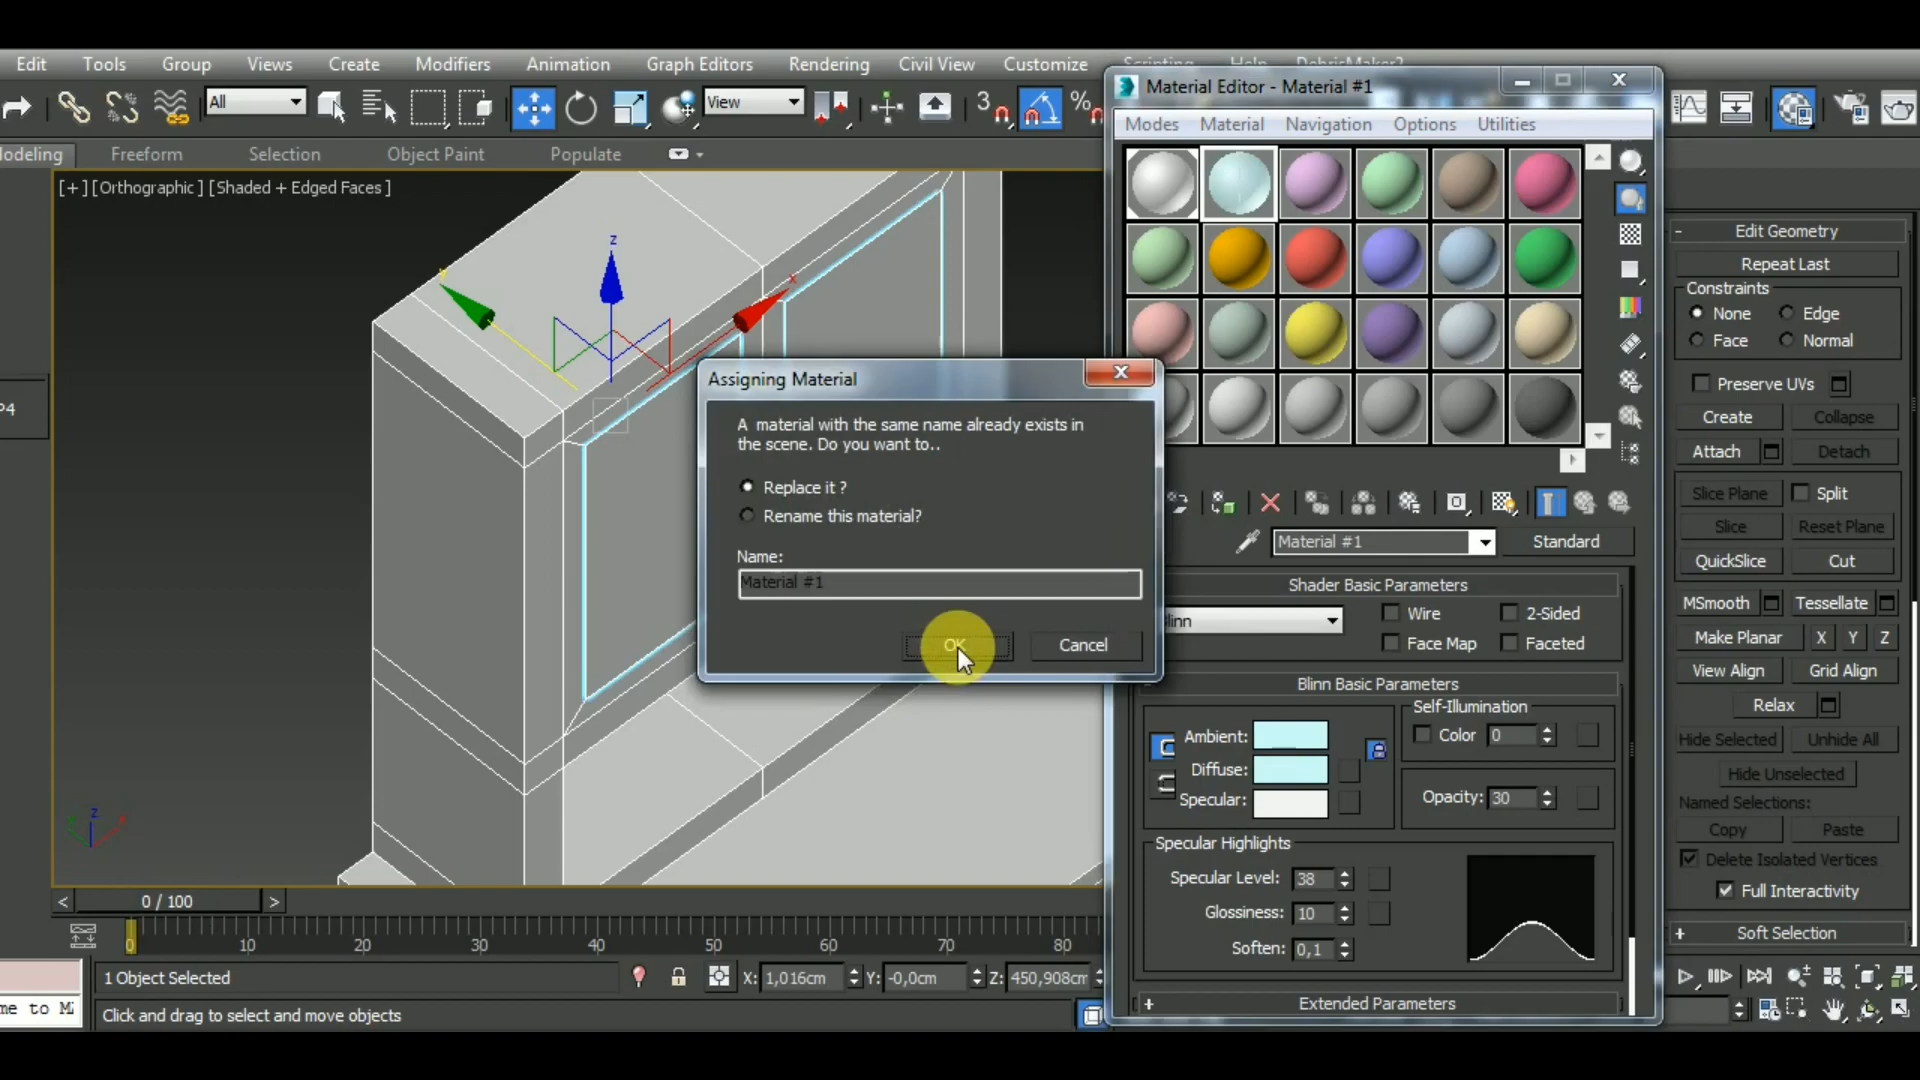 Edit Tools Group Views Create Modifiers Animation Graph Editors Rendering Civil View Customize
Material Editor - Material #1
All
View
3
%
Modes Material Navigation Options Utilities
odeling Freeform Selection Object Paint Populate
[+] [Orthographic ] [Shaded + Edged Faces ]
z
y
x
P4
Assigning Material
A material with the same name already exists in
the scene. Do you want to..
Replace it ?
Rename this material?
Name:
Material #1
OK Cancel
Material #1 Standard
Shader Basic Parameters
linn Wire 2-Sided
Face Map Faceted
Blinn Basic Parameters
Self-Illumination
Ambient: Color 0
Diffuse:
Specular: Opacity: 30
Specular Highlights
Specular Level: 38
Glossiness: 10
Soften: 0,1
+ Extended Parameters
- Edit Geometry
Repeat Last
Constraints
None Edge
Face Normal
Preserve UVs
Create Collapse
Attach Detach
Slice Plane Split
Slice Reset Plane
QuickSlice Cut
MSmooth Tessellate
Make Planar X Y Z
View Align Grid Align
Relax
Hide Selected Unhide All
Hide Unselected
Named Selections:
Copy Paste
Delete Isolated Vertices
Full Interactivity
+ Soft Selection
z
x
< 0 / 100 >
0 10 20 30 40 50 60 70 80
1 Object Selected X: 1,016cm Y: -0,0cm Z: 450,908cm
me to M
Click and drag to select and move objects